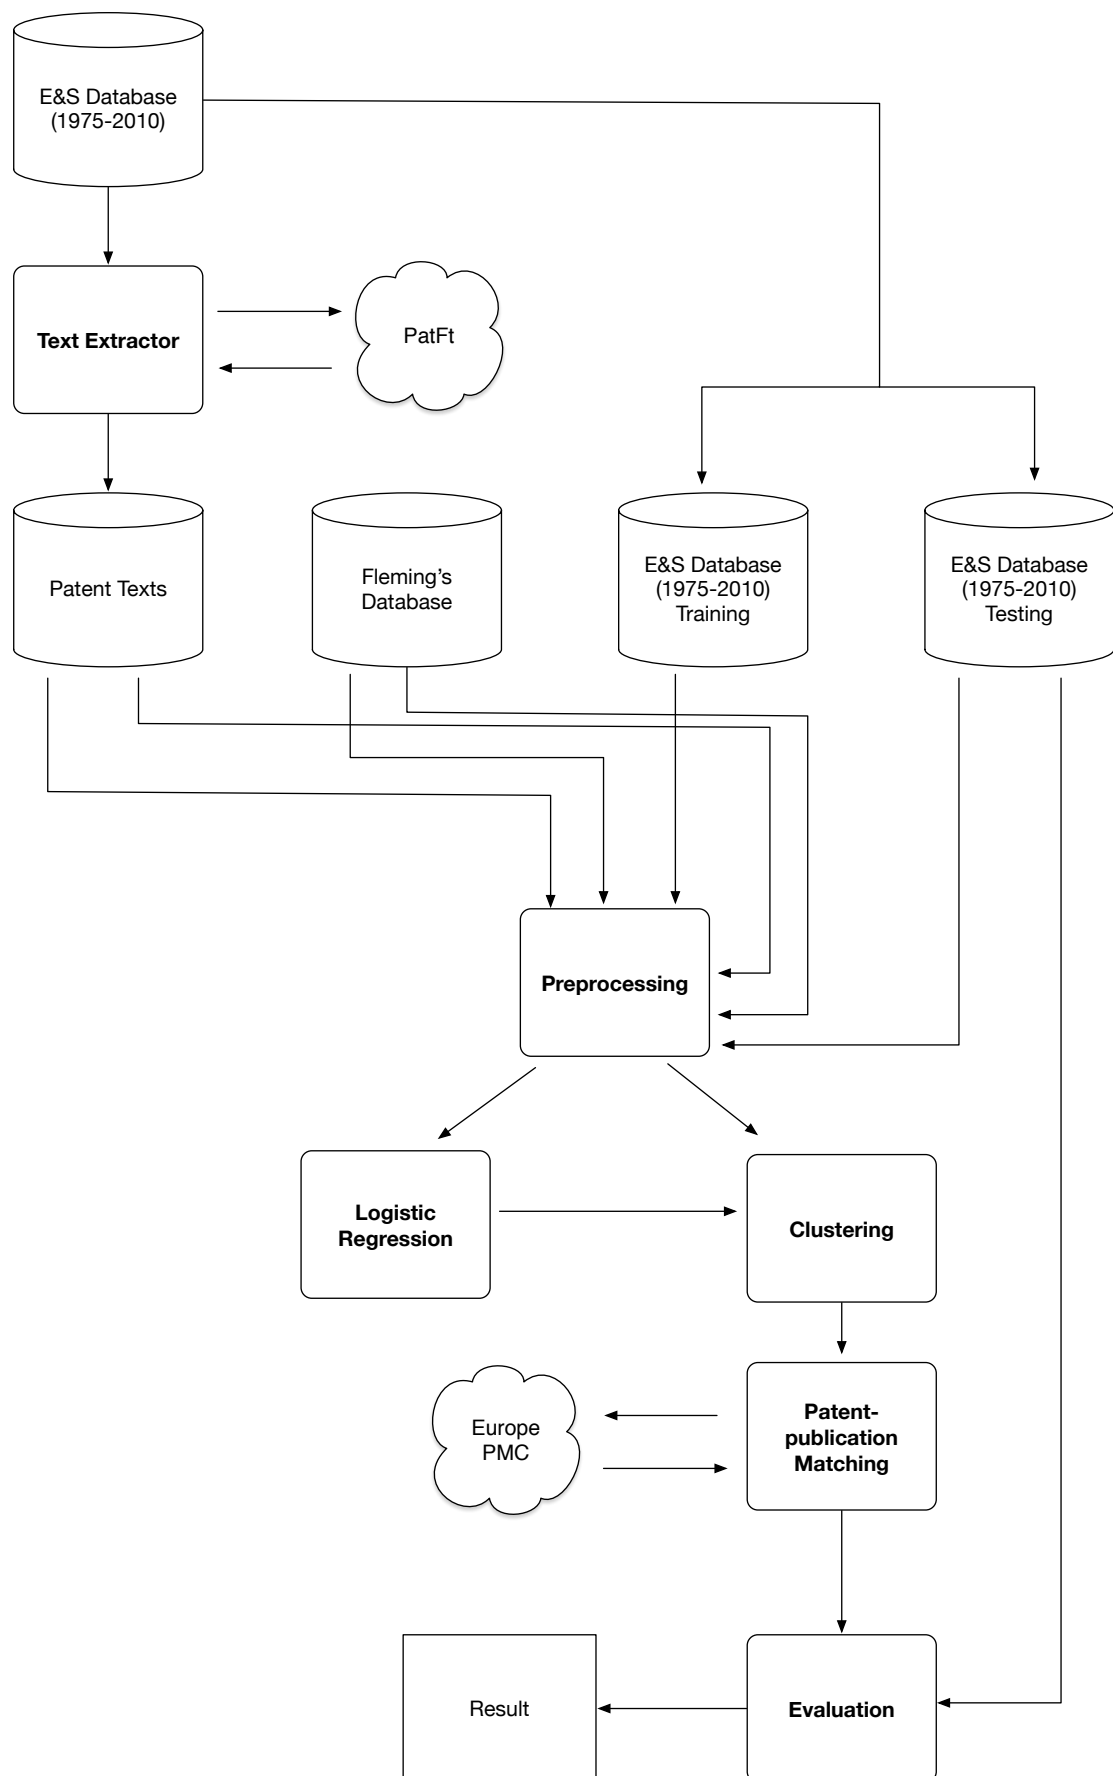 E&S Database
(1975-2010)
Text Extractor
PatFt
Patent Texts
Fleming's
Database
E&S Database
(1975-2010)
Training
E&S Database
(1975-2010)
Testing
Preprocessing
Logistic
Regression
Clustering
Europe
PMC
Patent-
publication
Matching
Result
Evaluation